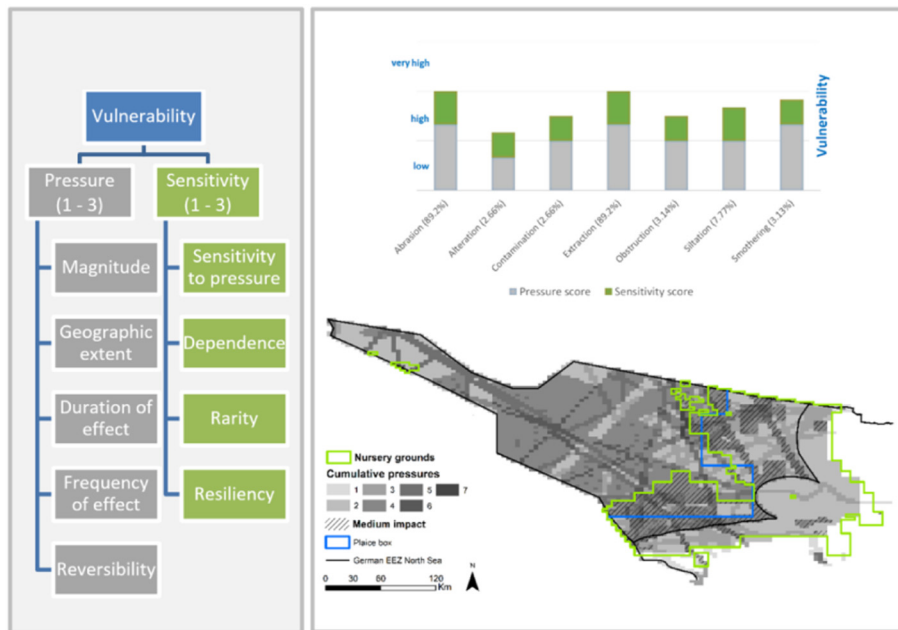 Vulnerability
Pressure
(1 - 3)
Sensitivity
(1 - 3)
Magnitude
Sensitivity
to pressure
Geographic
extent
Dependence
Duration of
effect
Rarity
Frequency
of effect
Resiliency
Reversibility
very high
high
low
Vulnerability
Abrasion (89.2%)
Alteration (2.66%)
Contamination (2.66%)
Extraction (89.2%)
Obstruction (3.14%)
Siltation (7.77%)
Smothering (3.13%)
Pressure score
Sensitivity score
Nursery grounds
Cumulative pressures
1 3 5 7
2 4 6
Medium impact
Plaice box
German EEZ North Sea
0 30 60 120
Km
N